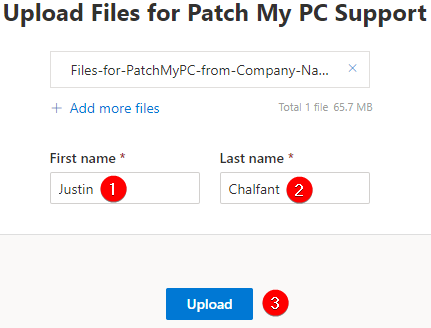 Upload Files for Patch My PC Support
Files-for-PatchMyPC-from-Company-Na...
+ Add more files
Total 1 file 65.7 MB
First name * Last name *
Justin 1 Chalfant 2
Upload 3